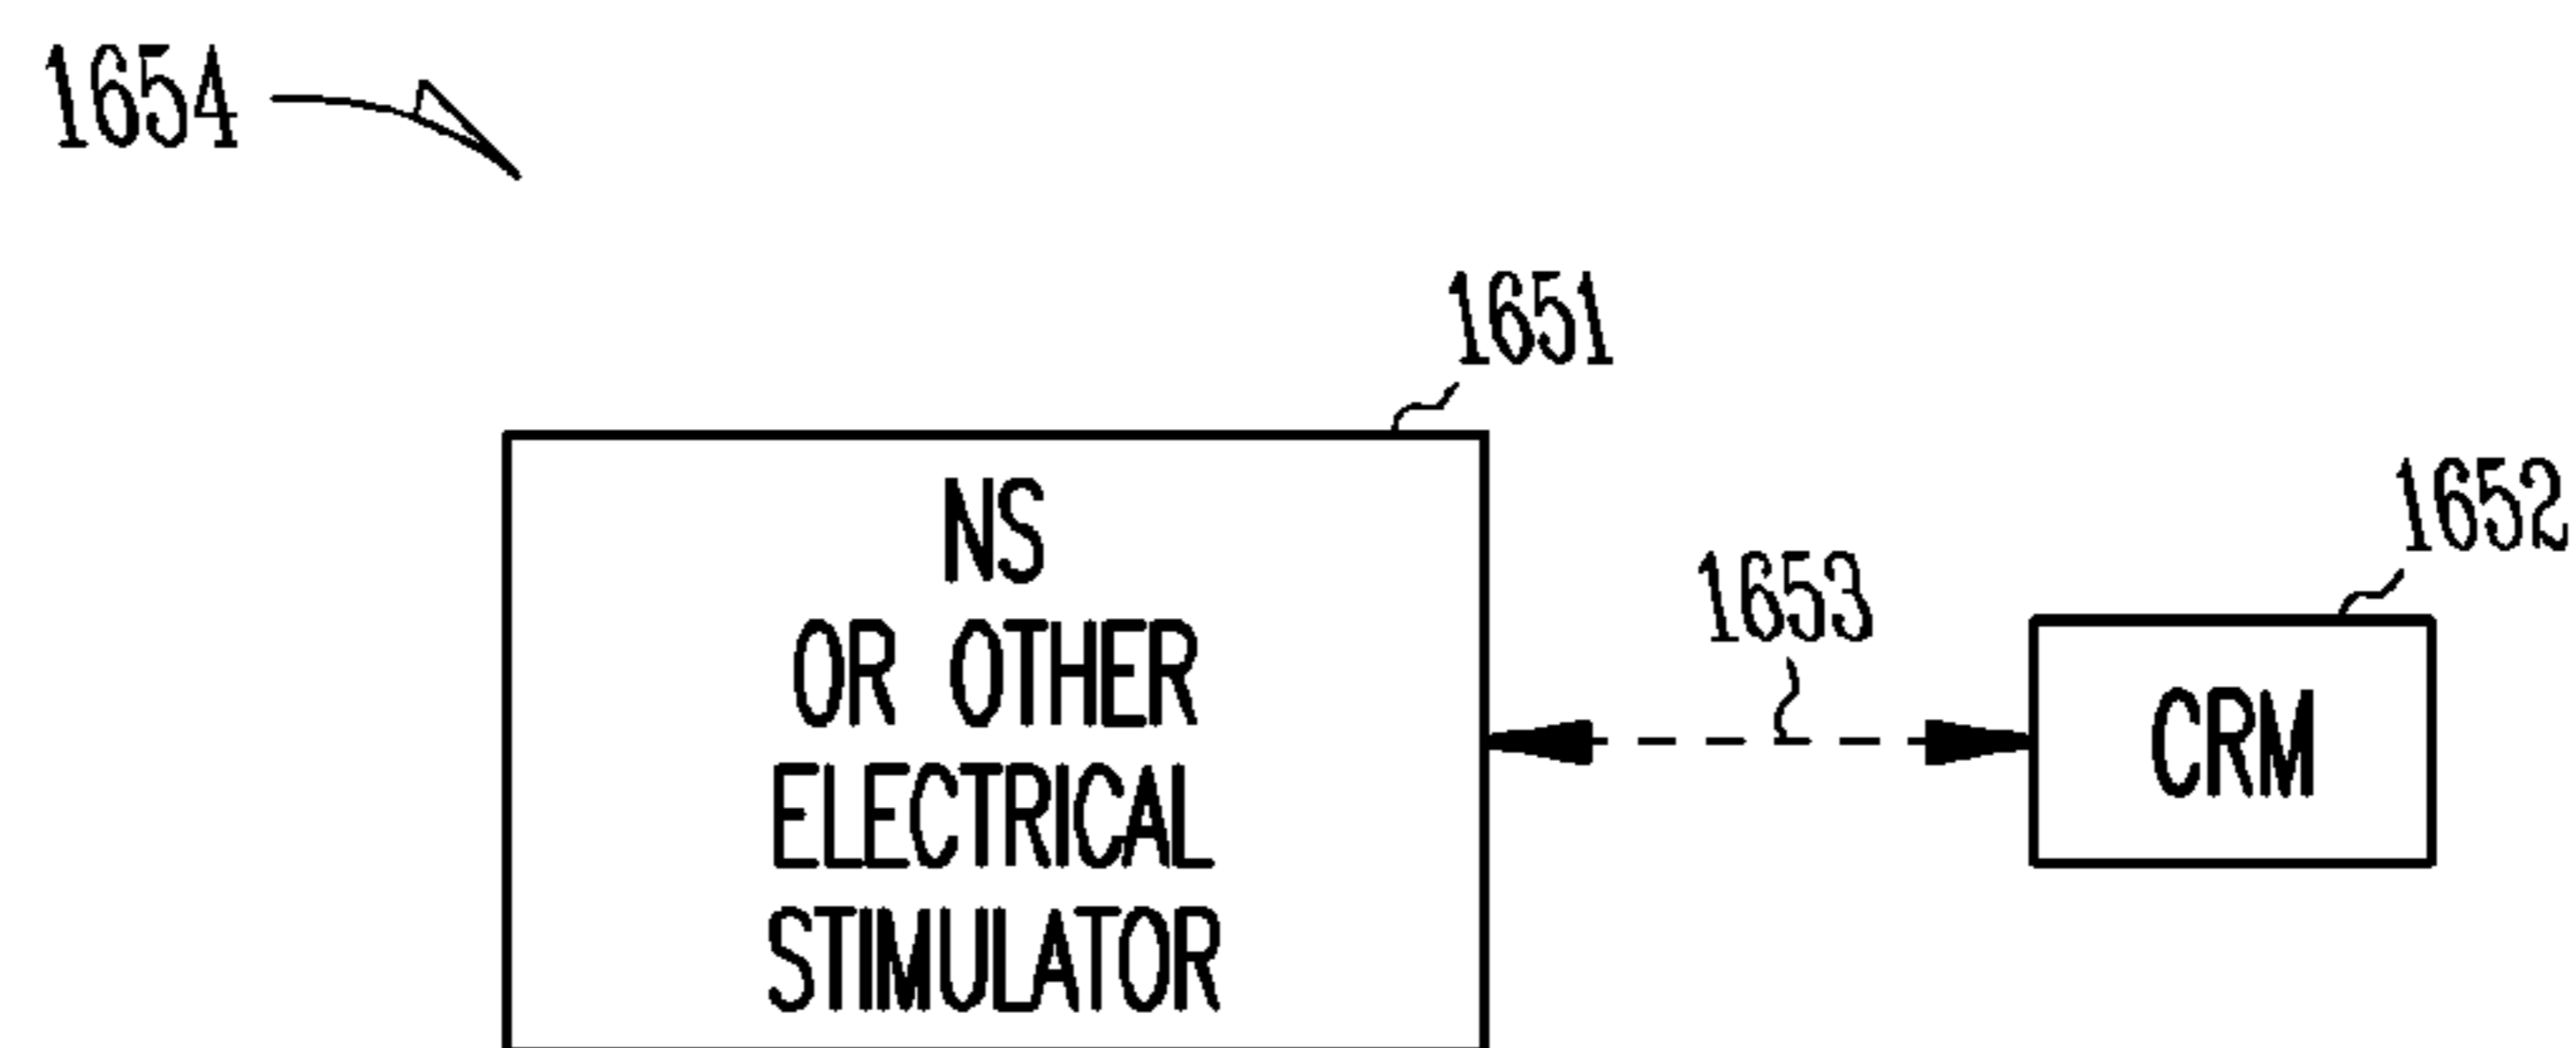 1654
1651
NS
OR OTHER
ELECTRICAL
STIMULATOR
1653
1652
CRM